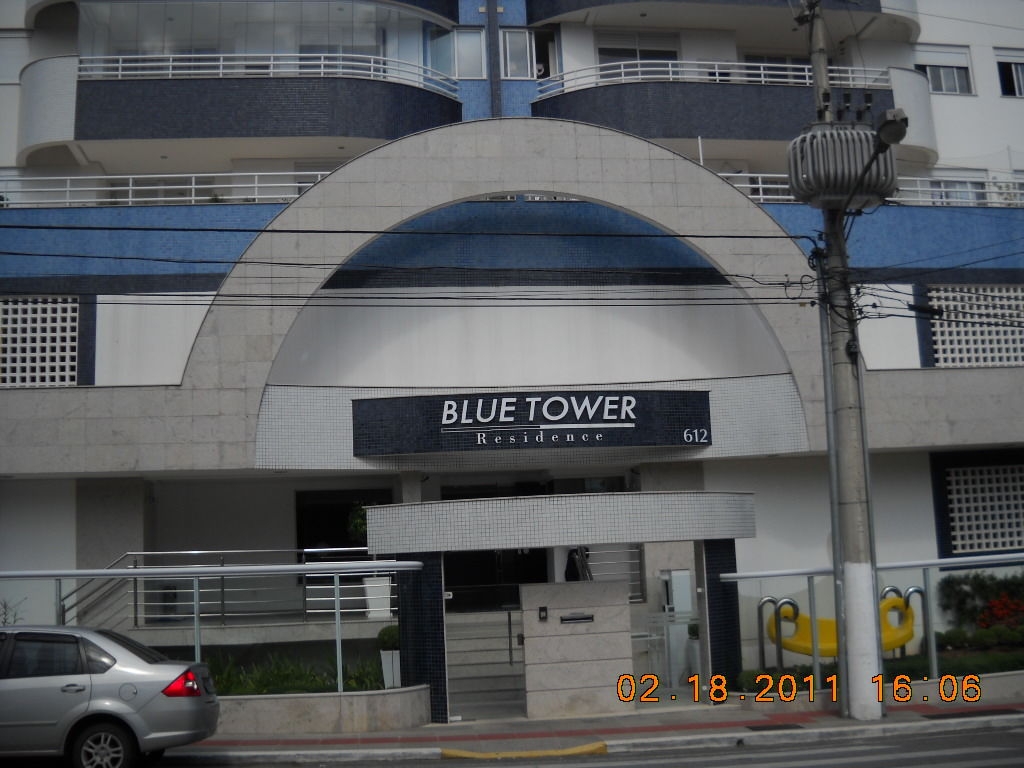 BLUE TOWER
Residence
612
02.18.2011 16:06